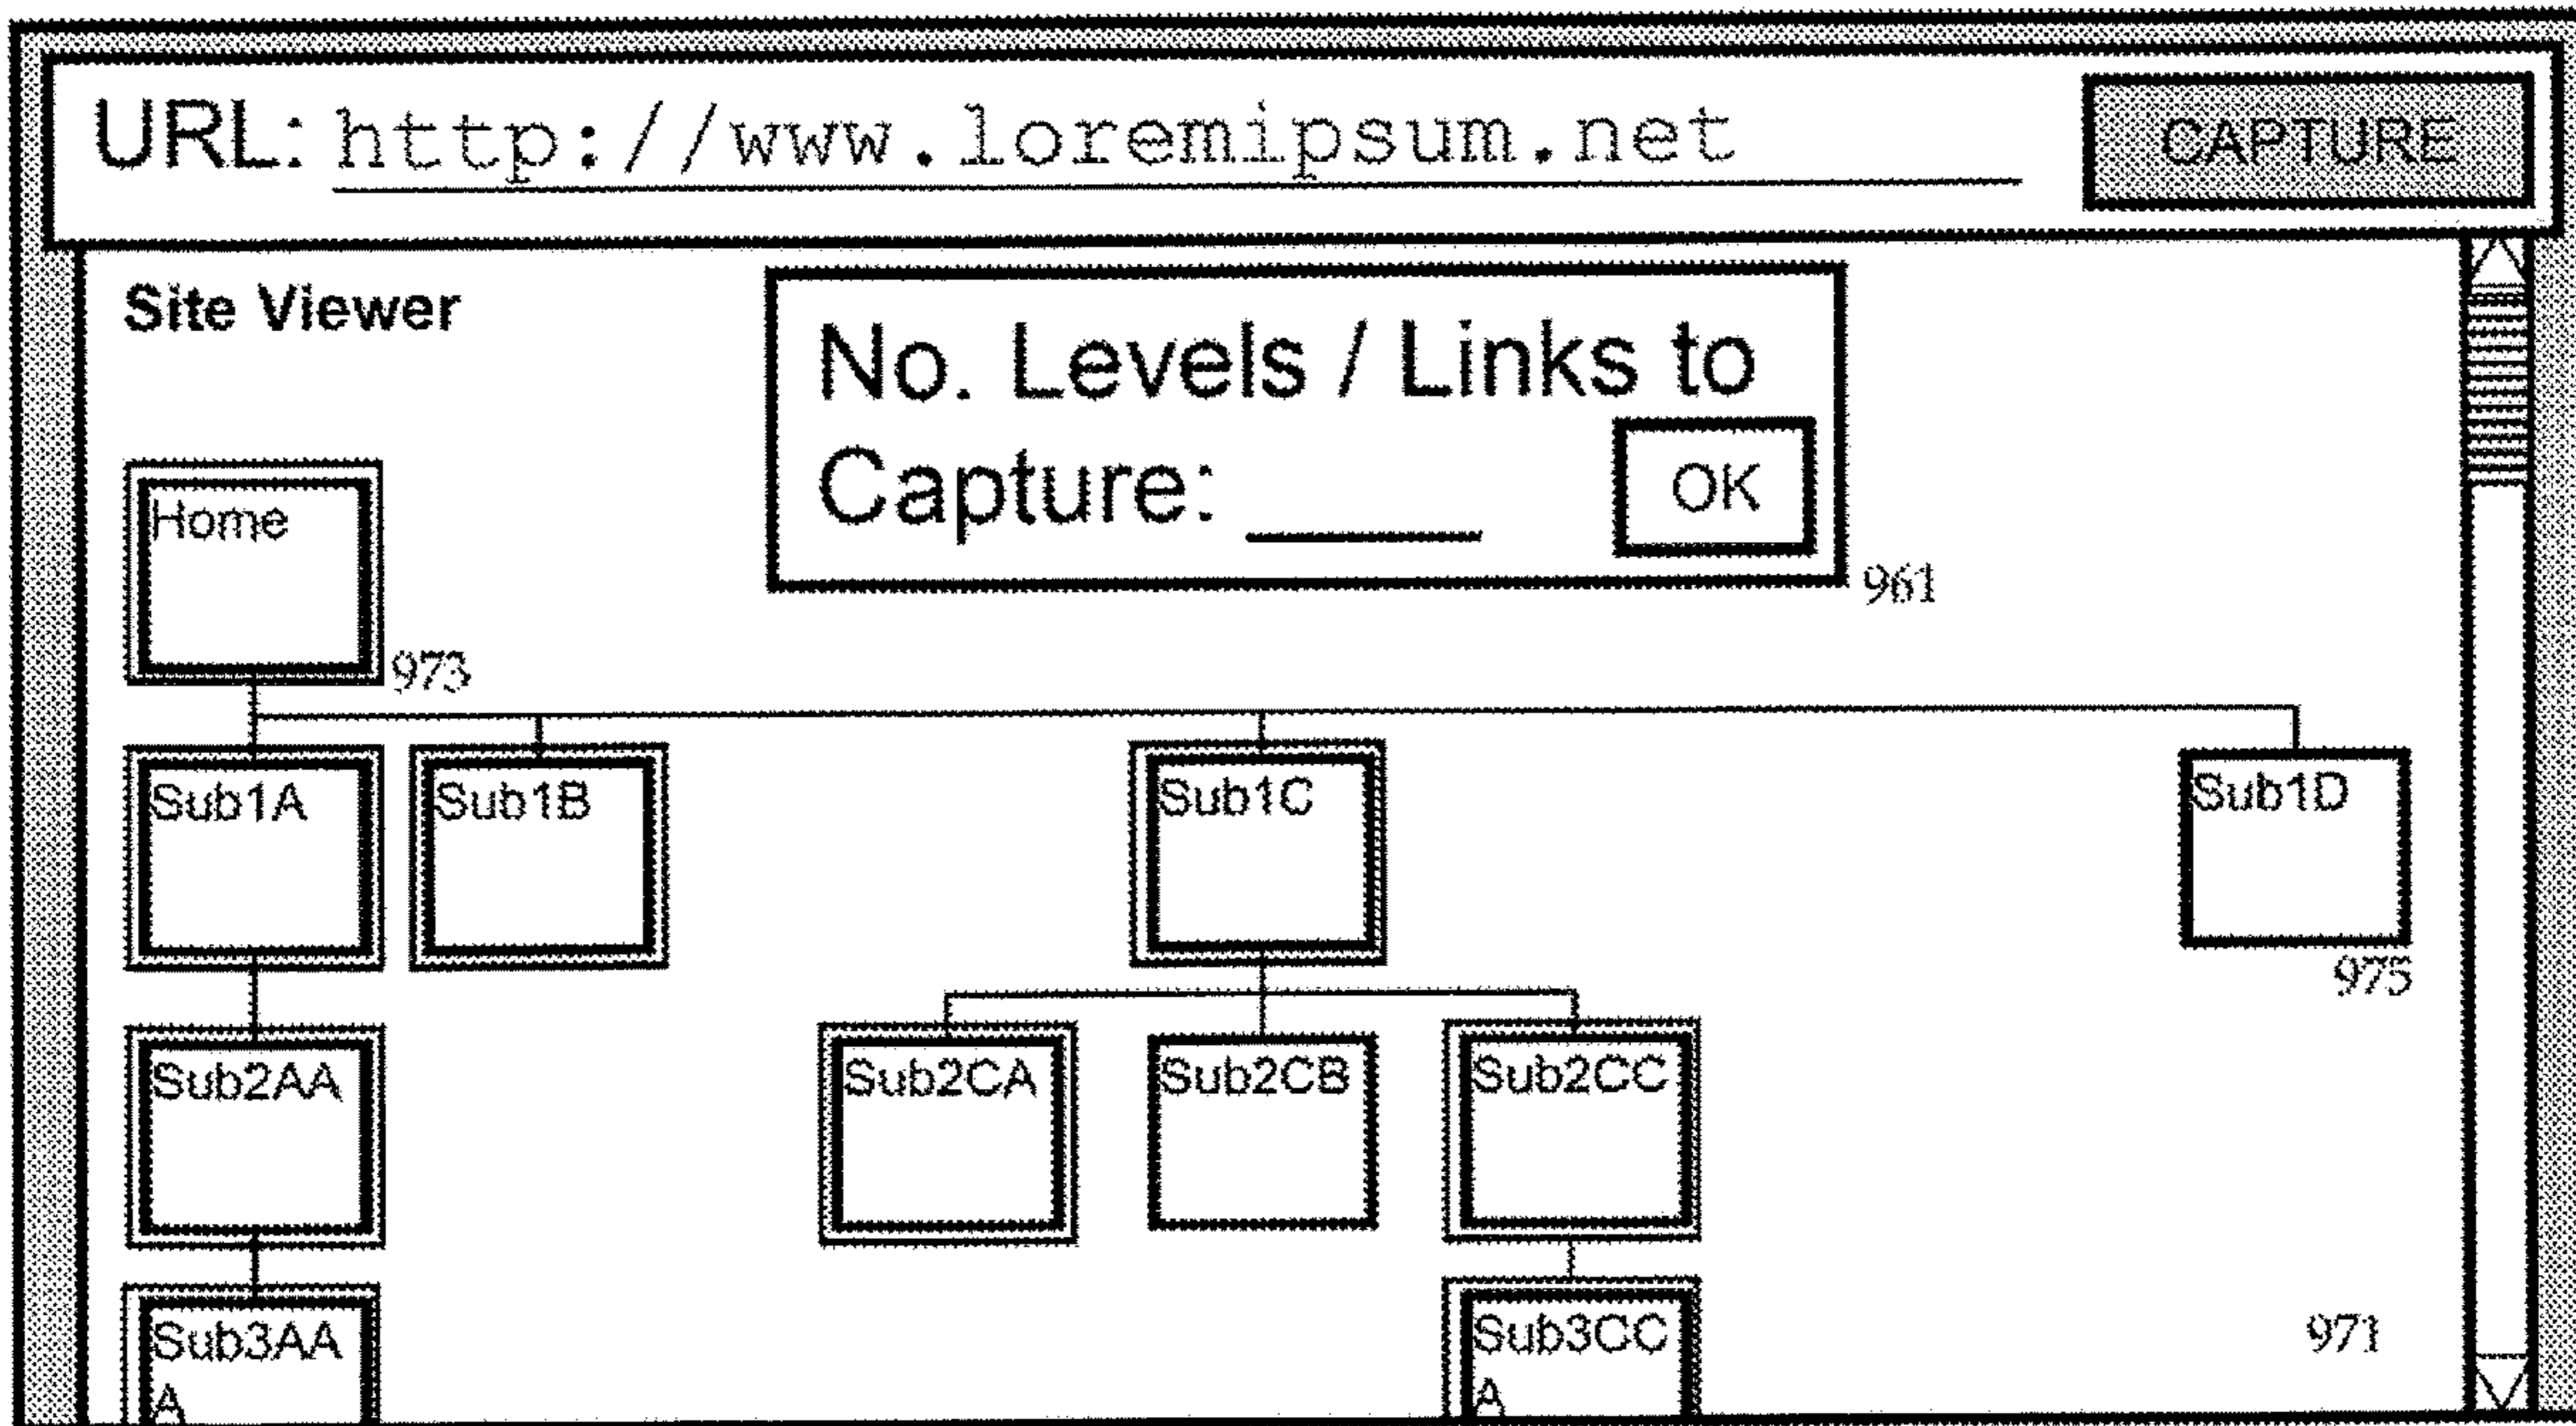 URL: http://www.loremipsum.net CAPTURE
Site Viewer
No. Levels / Links to
Capture: _____ OK
961
Home
973
Sub1A Sub1B Sub1C Sub1D
975
Sub2AA Sub2CA Sub2CB Sub2CC
Sub3AA Sub3CC
A A
971